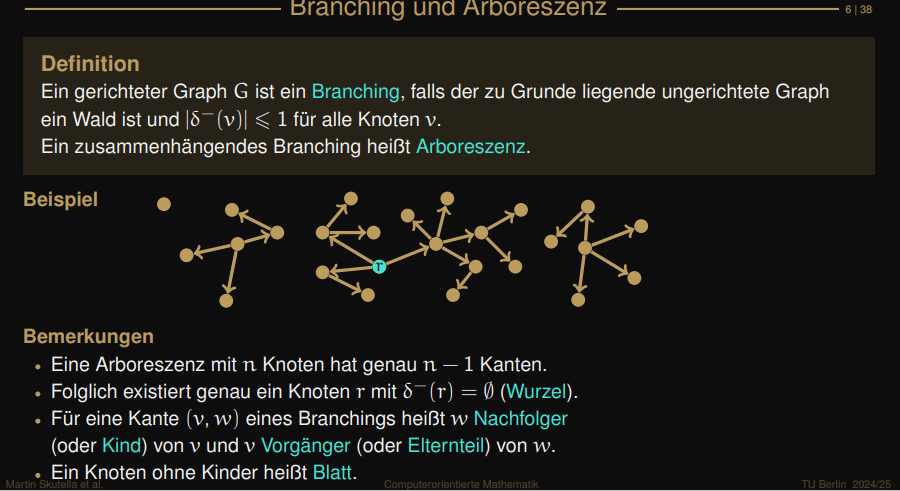 Branching und Arboreszenz
6 | 38
Definition
Ein gerichteter Graph G ist ein Branching, falls der zu Grunde liegende ungerichtete Graph
ein Wald ist und |δ⁻(v)| ⩽ 1 für alle Knoten v.
Ein zusammenhängendes Branching heißt Arboreszenz.
Beispiel
r
Bemerkungen
• Eine Arboreszenz mit n Knoten hat genau n − 1 Kanten.
• Folglich existiert genau ein Knoten r mit δ⁻(r) = ∅ (Wurzel).
• Für eine Kante (v, w) eines Branchings heißt w Nachfolger
(oder Kind) von v und v Vorgänger (oder Elternteil) von w.
• Ein Knoten ohne Kinder heißt Blatt.
Martin Skutella et al.
Computerorientierte Mathematik
TU Berlin 2024/25